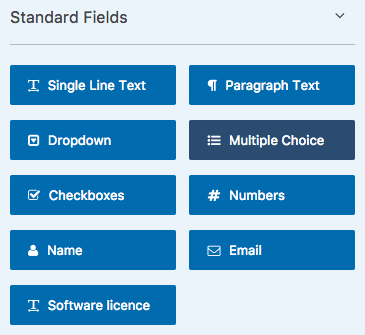 Standard Fields
Single Line Text
Paragraph Text
Dropdown
Multiple Choice
Checkboxes
Numbers
Name
Email
Software licence